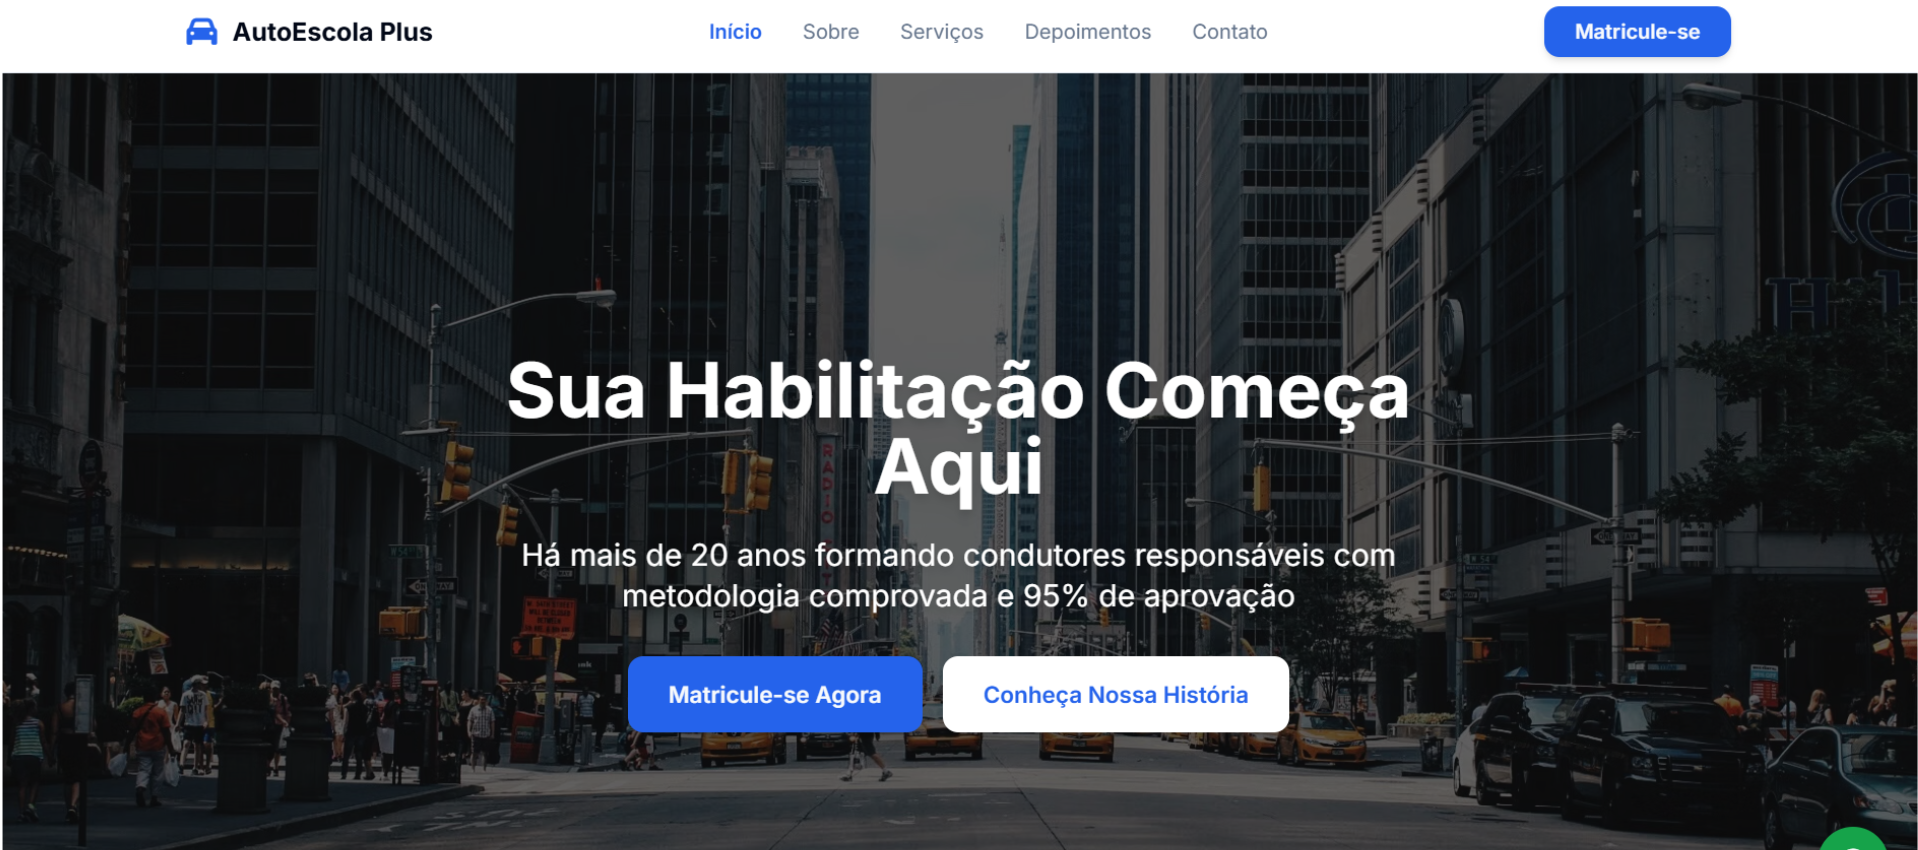 AutoEscola Plus
Início
Sobre
Serviços
Depoimentos
Contato
Matricule-se
Sua Habilitação Começa
Aqui
Há mais de 20 anos formando condutores responsáveis com
metodologia comprovada e 95% de aprovação
Matricule-se Agora
Conheça Nossa História
RADIO